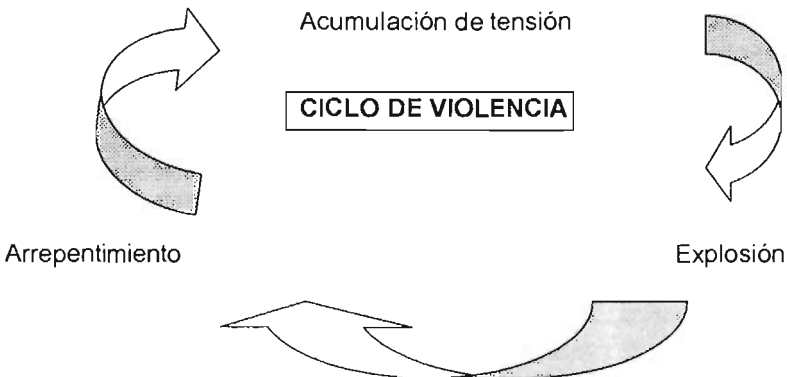 Acumulación de tensión
CICLO DE VIOLENCIA
Arrepentimiento
Explosión